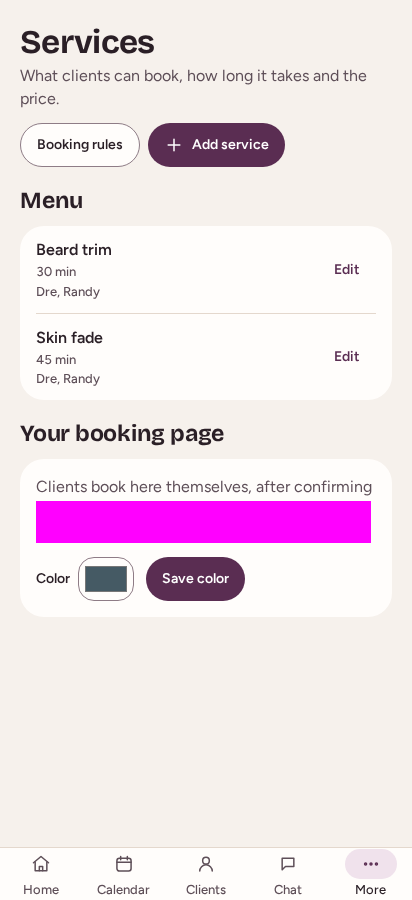 Services
What clients can book, how long it takes and the
price.
Booking rules
Add service
Menu
Beard trim
30 min
Dre, Randy
Edit
Skin fade
45 min
Dre, Randy
Edit
Your booking page
Clients book here themselves, after confirming
Color
Save color
Home
Calendar
Clients
Chat
More